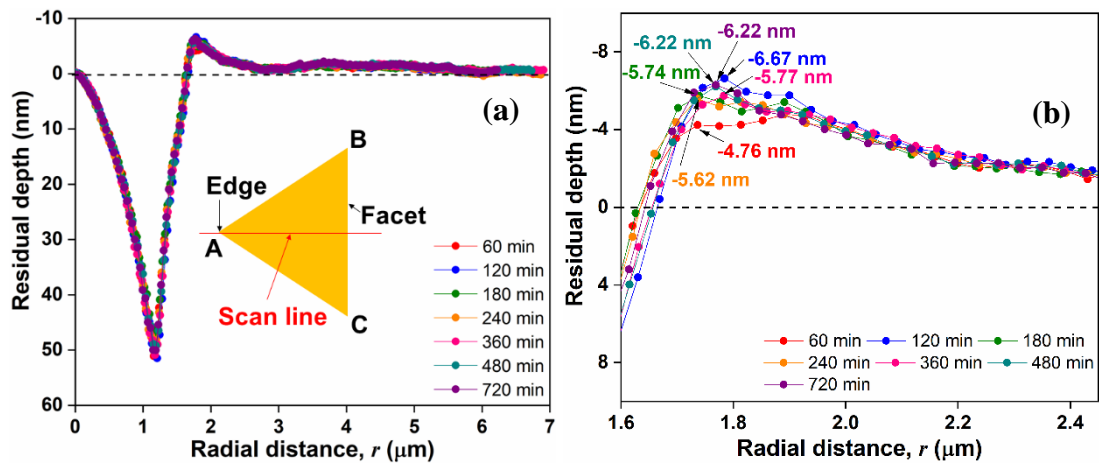 (a)
Residual depth (nm)
-10
0
10
20
30
40
50
60
0
1
2
3
4
5
6
7
Radial distance, r (μm)
Edge
A
B
Facet
C
Scan line
60 min
120 min
180 min
240 min
360 min
480 min
720 min
(b)
Residual depth (nm)
-8
-4
0
4
8
1.6
1.8
2.0
2.2
2.4
Radial distance, r (μm)
-6.22 nm
-6.22 nm
-6.67 nm
-5.74 nm
-5.77 nm
-4.76 nm
-5.62 nm
60 min 120 min 180 min
240 min 360 min 480 min
720 min